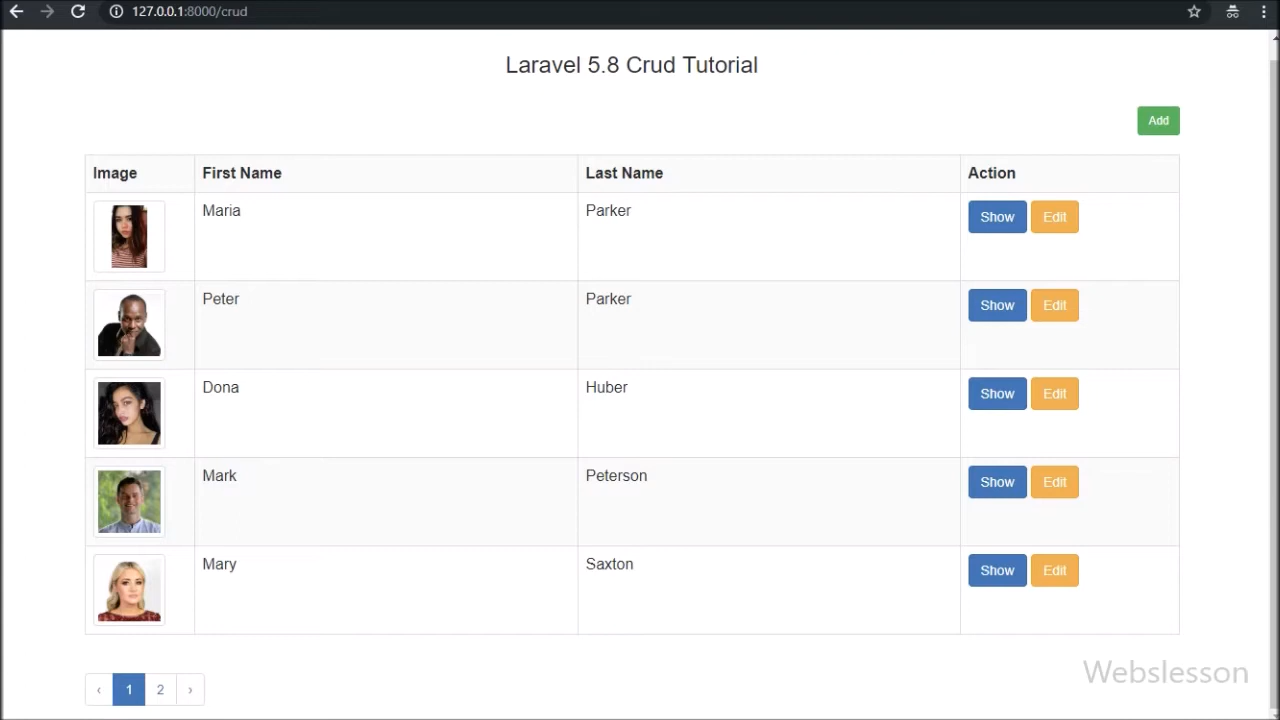 127.0.0.1:8000/crud
Laravel 5.8 Crud Tutorial
Add
Image First Name Last Name Action
Maria Parker Show Edit
Peter Parker Show Edit
Dona Huber Show Edit
Mark Peterson Show Edit
Mary Saxton Show Edit
‹ 1 2 ›
Webslesson